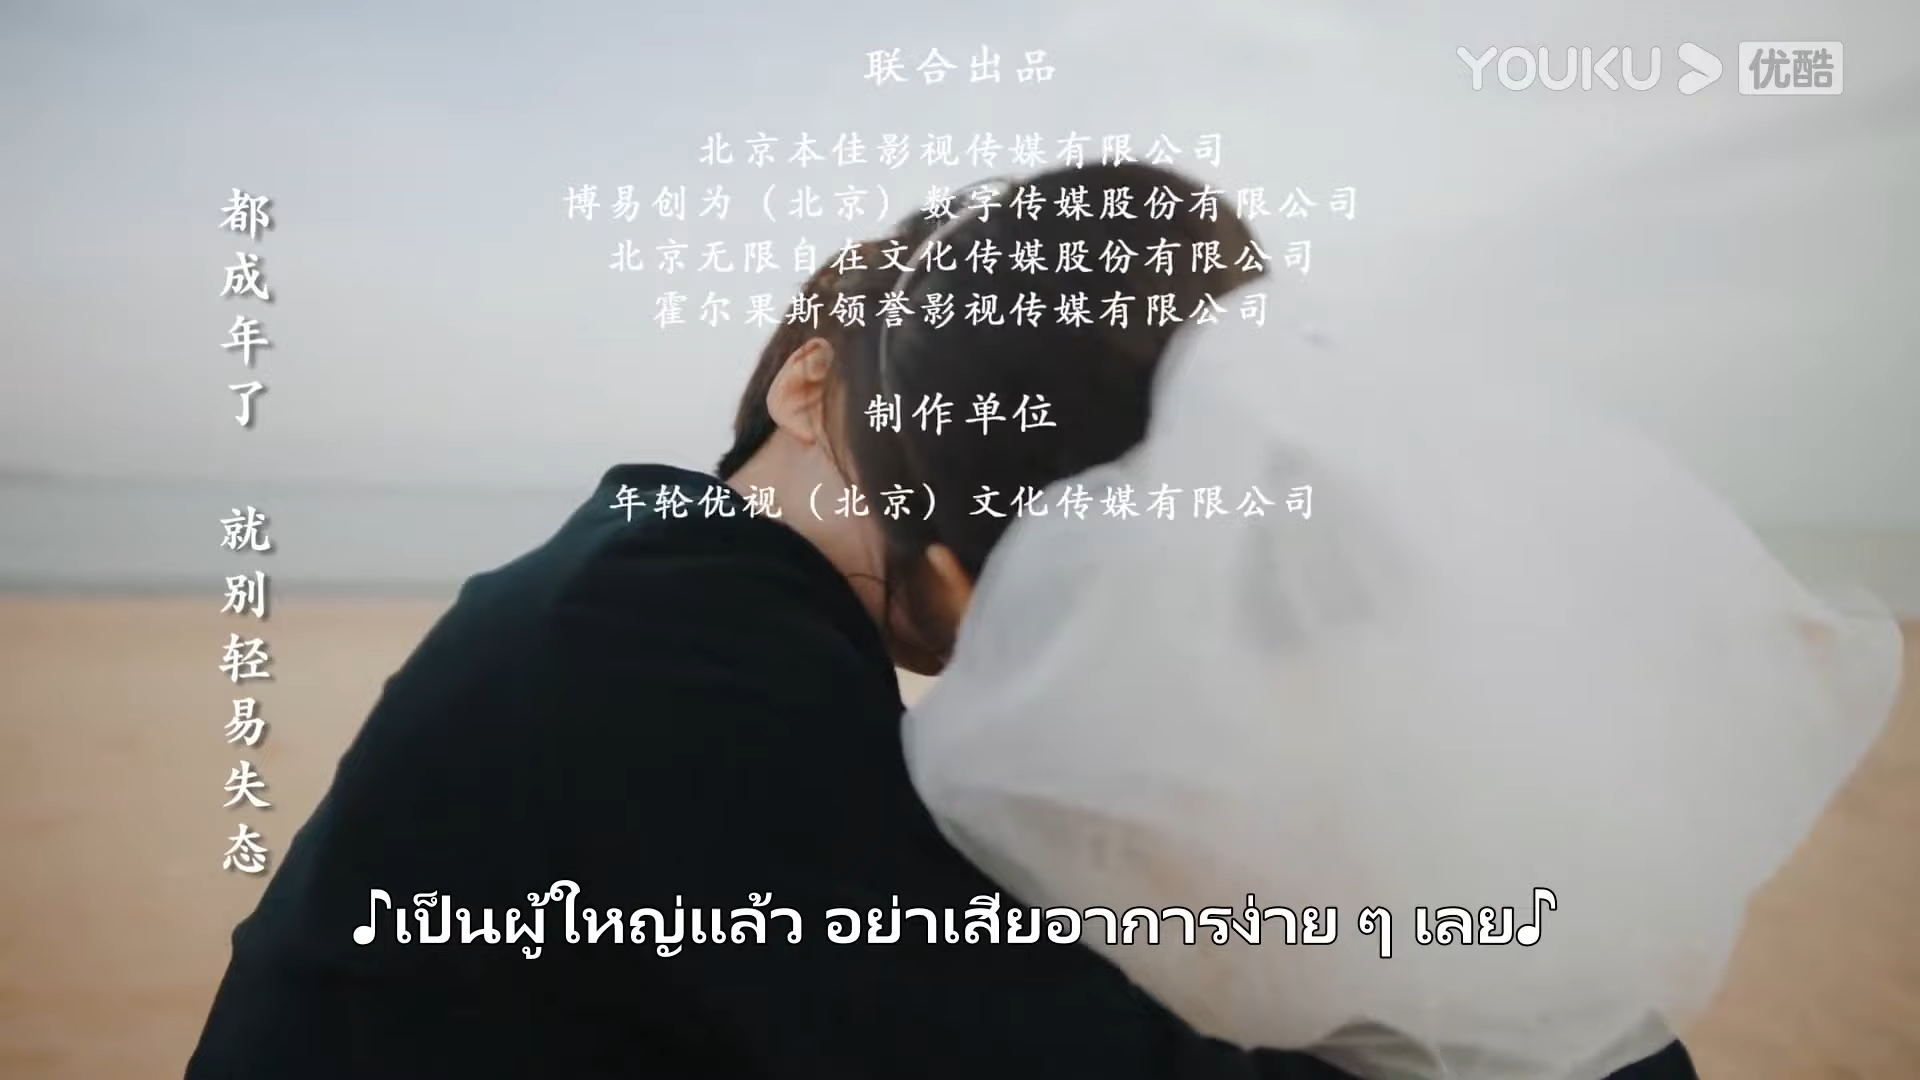 联合出品
YOUKU 优酷
北京本佳影视传媒有限公司
博易创为（北京）数字传媒股份有限公司
北京无限自在文化传媒股份有限公司
霍尔果斯领誉影视传媒有限公司
制作单位
年轮优视（北京）文化传媒有限公司
都成年了 就别轻易失态
♪เป็นผู้ใหญ่แล้ว อย่าเสียอาการง่าย ๆ เลย♪